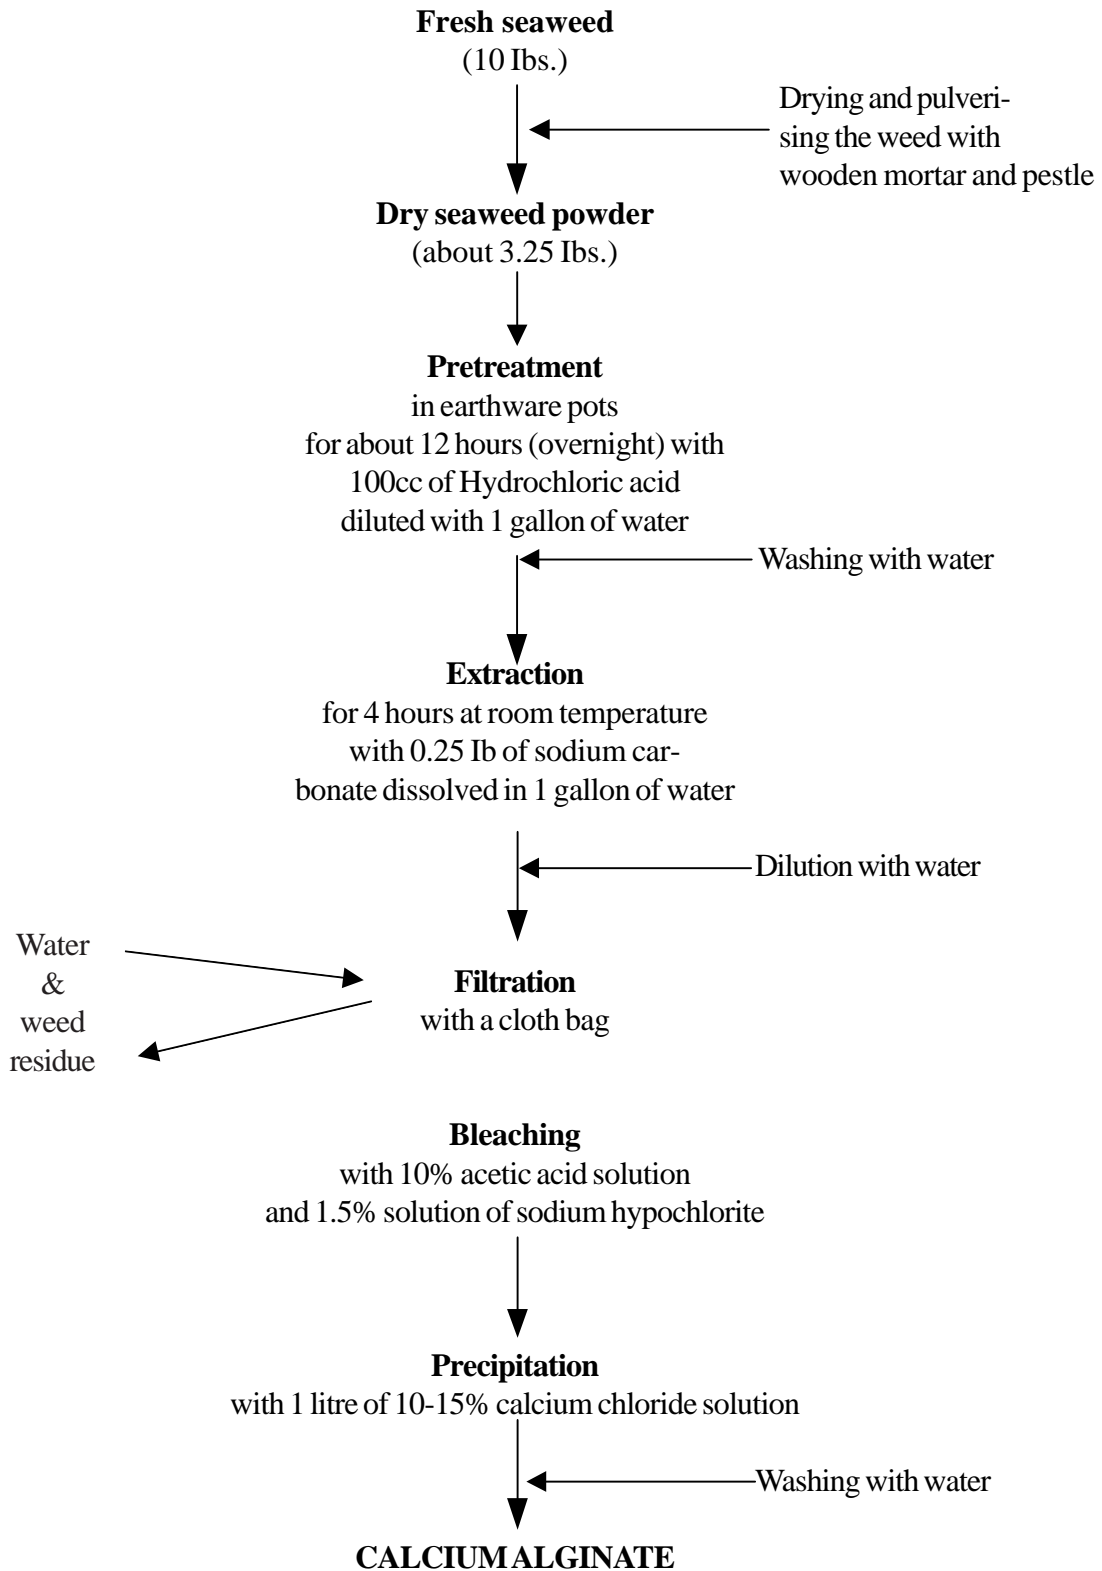 Fresh seaweed
(10 Ibs.)
Drying and pulveri-
sing the weed with
wooden mortar and pestle
Dry seaweed powder
(about 3.25 Ibs.)
Pretreatment
in earthware pots
for about 12 hours (overnight) with
100cc of Hydrochloric acid
diluted with 1 gallon of water
Washing with water
Extraction
for 4 hours at room temperature
with 0.25 Ib of sodium car-
bonate dissolved in 1 gallon of water
Dilution with water
Water
&
weed
residue
Filtration
with a cloth bag
Bleaching
with 10% acetic acid solution
and 1.5% solution of sodium hypochlorite
Precipitation
with 1 litre of 10-15% calcium chloride solution
Washing with water
CALCIUM ALGINATE